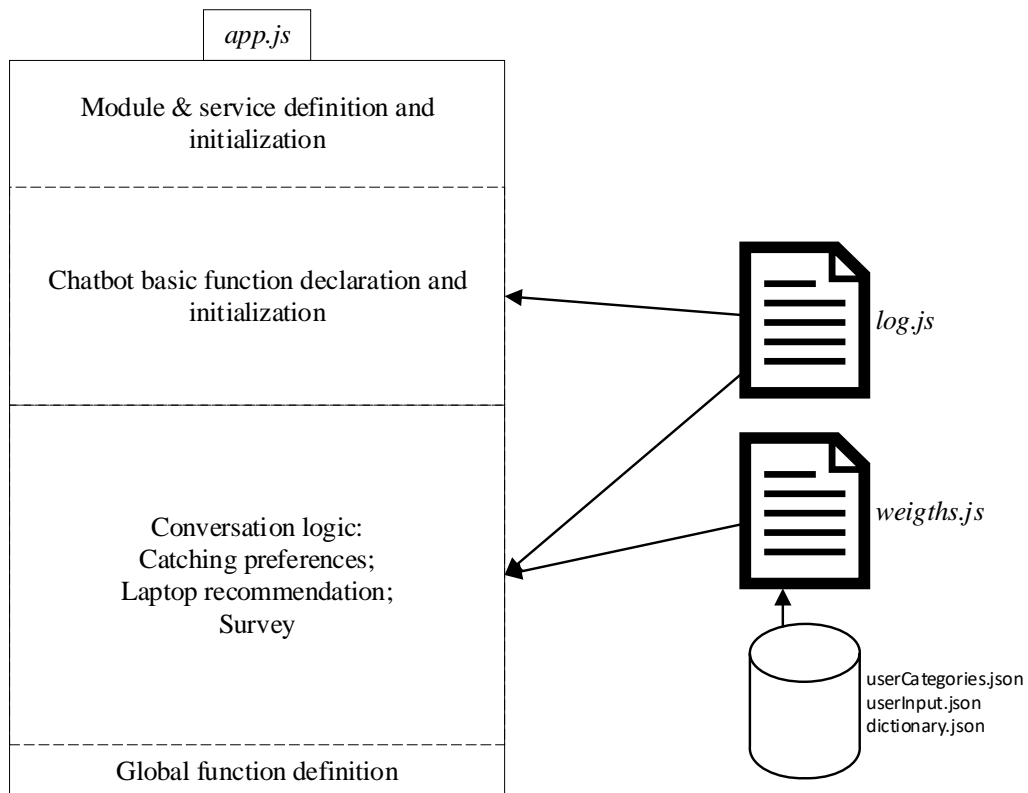 app.js
Module & service definition and
initialization
Chatbot basic function declaration and
initialization
log.js
Conversation logic:
Catching preferences;
Laptop recommendation;
Survey
weigths.js
userCategories.json
userInput.json
dictionary.json
Global function definition